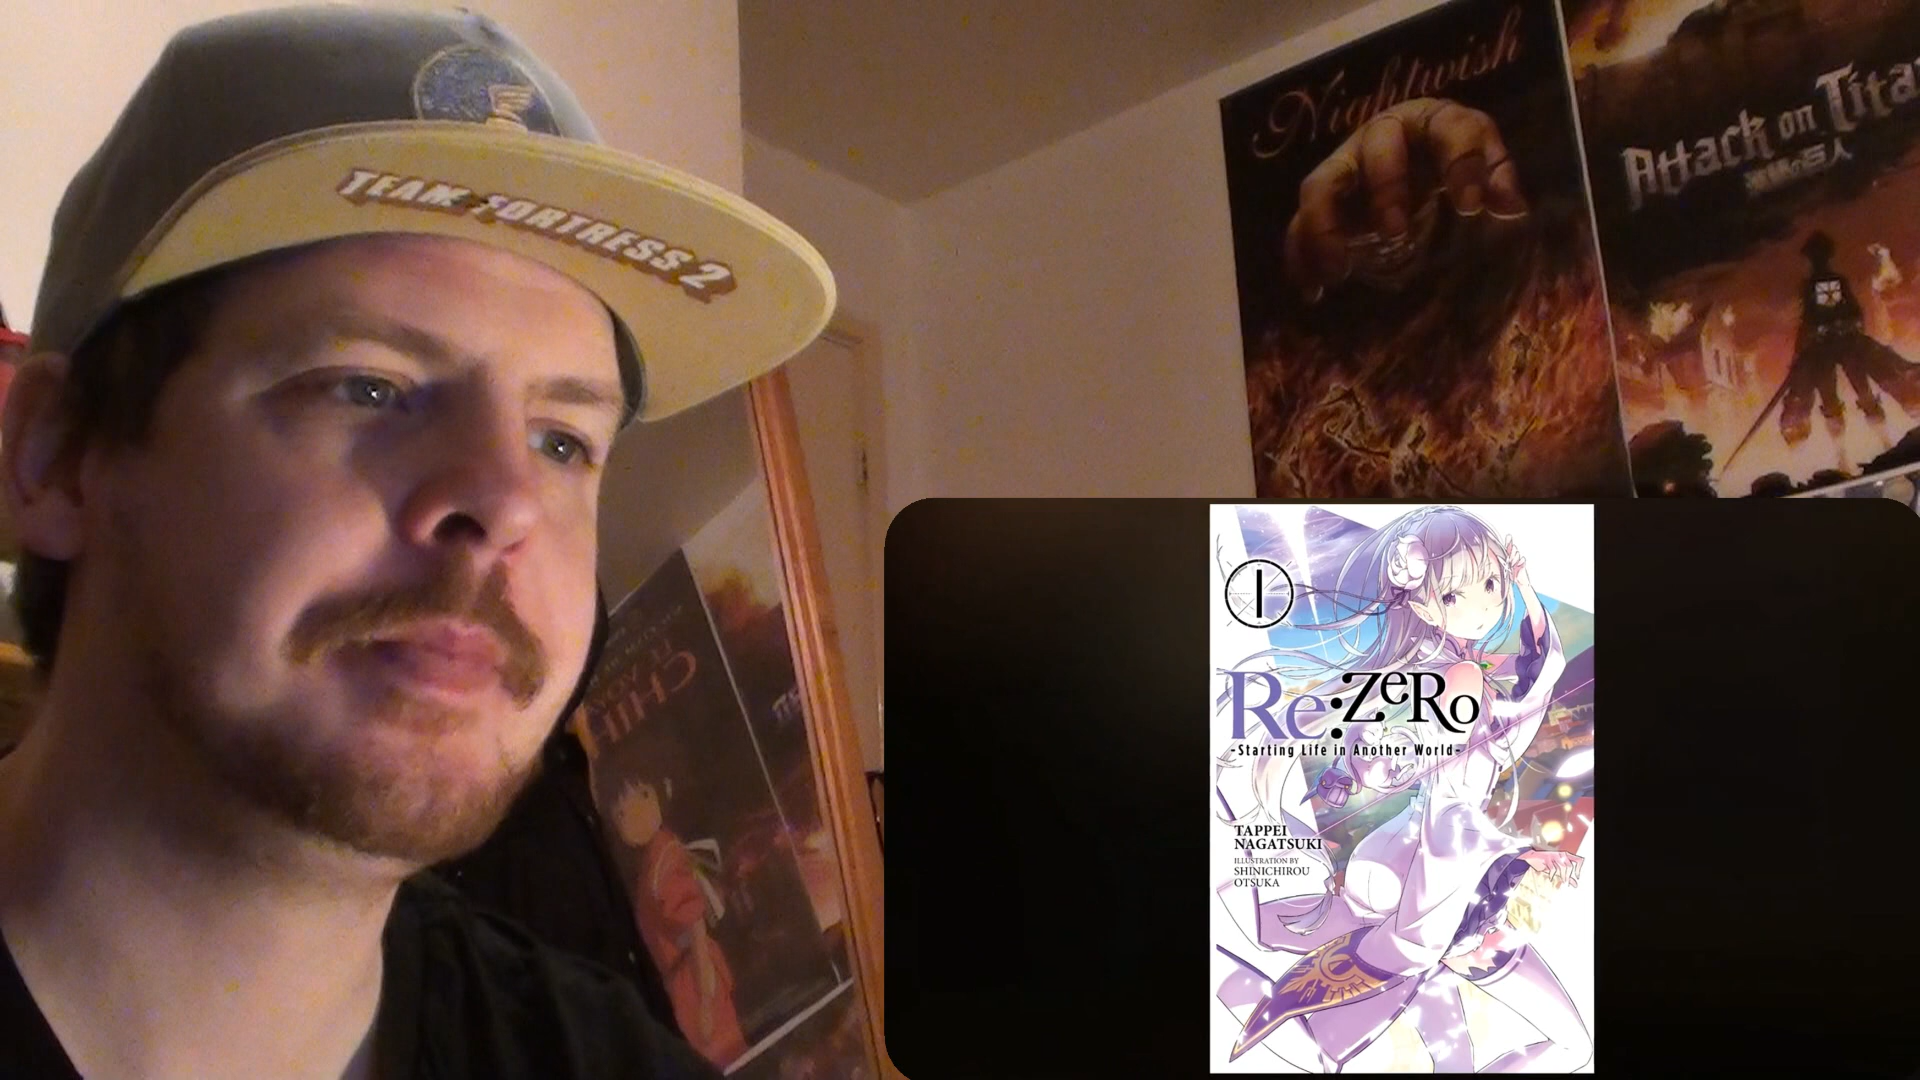 TEAM FORTRESS 2
Nightwish
Attack on Tita
進撃の巨人
1
Re:ZeRo
-Starting Life in Another World-
TAPPEI
NAGATSUKI
ILLUSTRATION BY
SHINICHIROU
OTSUKA